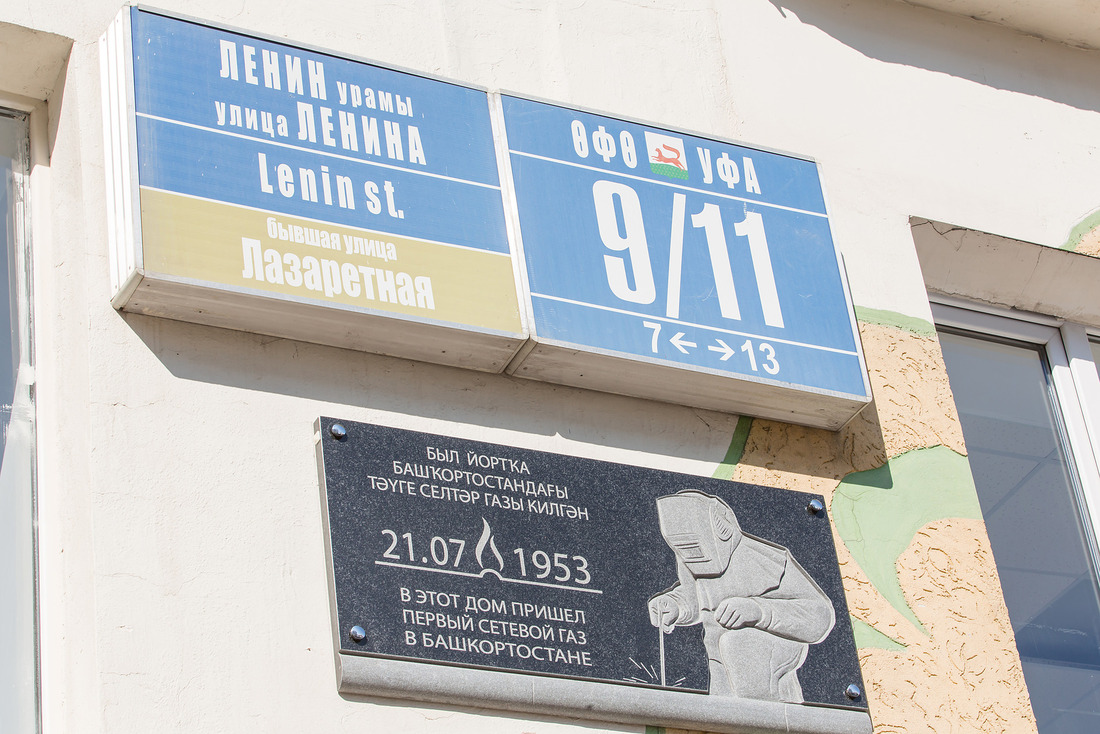 ЛЕНИН урамы
улица ЛЕНИНА
Lenin st.
бывшая улица
Лазаретная
ӨФӨ УФА
9/11
7 ← → 13
БЫЛ ЙОРТКА
БАШҠОРТОСТАНДАҒЫ
ТӘҮГЕ СЕЛТӘР ГАЗЫ КИЛГӘН
21.07 1953
В ЭТОТ ДОМ ПРИШЕЛ
ПЕРВЫЙ СЕТЕВОЙ ГАЗ
В БАШКОРТОСТАНЕ